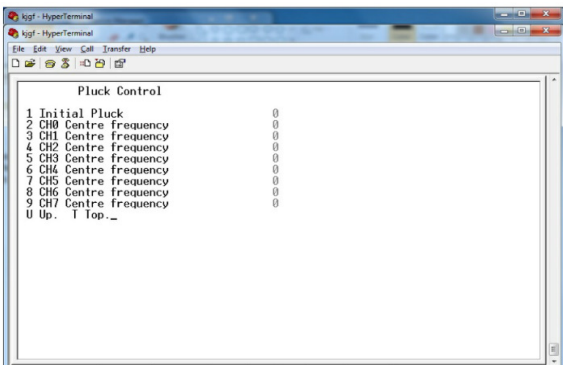 kjgf - HyperTerminal
kjgf - HyperTerminal
File Edit View Call Transfer Help
Pluck Control
1 Initial Pluck 0
2 CH0 Centre frequency 0
3 CH1 Centre frequency 0
4 CH2 Centre frequency 0
5 CH3 Centre frequency 0
6 CH4 Centre frequency 0
7 CH5 Centre frequency 0
8 CH6 Centre frequency 0
9 CH7 Centre frequency 0
U Up. T Top._